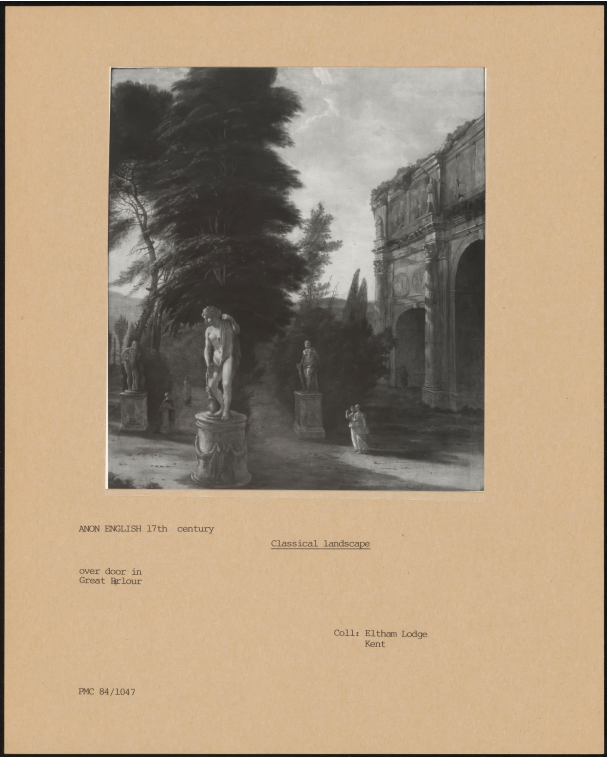 ANON ENGLISH 17th century
Classical landscape
over door in
Great Parlour
Coll: Eltham Lodge
Kent
PMC 84/1047